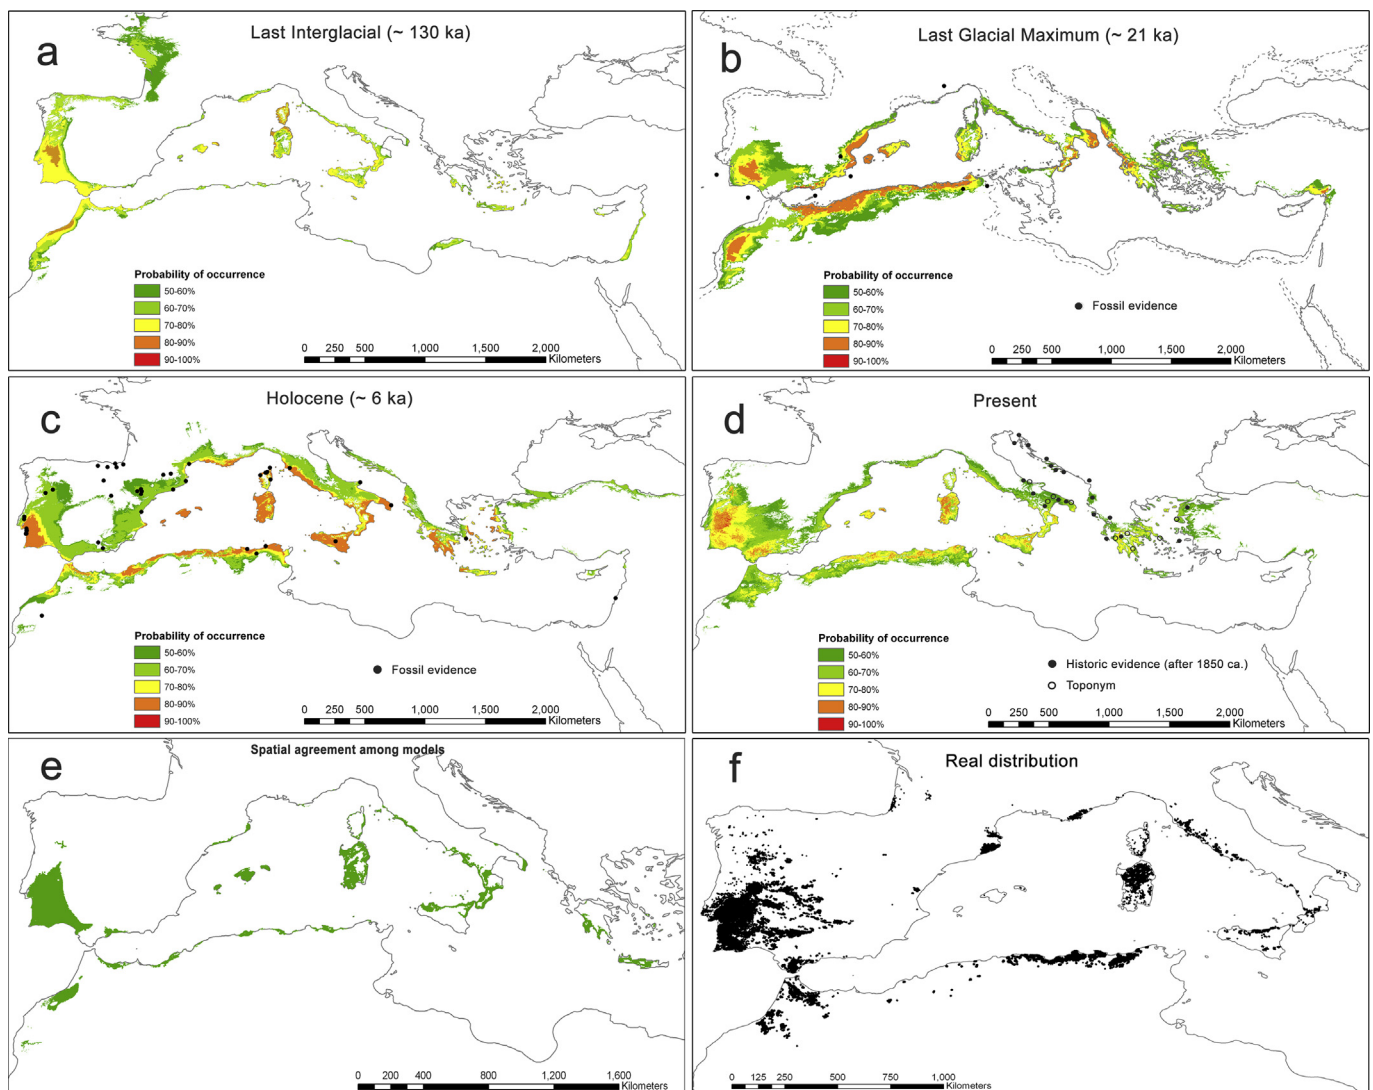 a
Last Interglacial (~ 130 ka)
Probability of occurrence
50-60%
60-70%
70-80%
80-90%
90-100%
0 250 500 1,000 1,500 2,000
Kilometers
b
Last Glacial Maximum (~ 21 ka)
Probability of occurrence
50-60%
60-70%
70-80%
80-90%
90-100%
Fossil evidence
0 250 500 1,000 1,500 2,000
Kilometers
c
Holocene (~ 6 ka)
Probability of occurrence
50-60%
60-70%
70-80%
80-90%
90-100%
Fossil evidence
0 250 500 1,000 1,500 2,000
Kilometers
d
Present
Probability of occurrence
50-60%
60-70%
70-80%
80-90%
90-100%
Historic evidence (after 1850 ca.)
Toponym
0 250 500 1,000 1,500 2,000
Kilometers
e
Spatial agreement among models
0 200 400 800 1,200 1,600
Kilometers
f
Real distribution
0 125 250 500 750 1,000
Kilometers